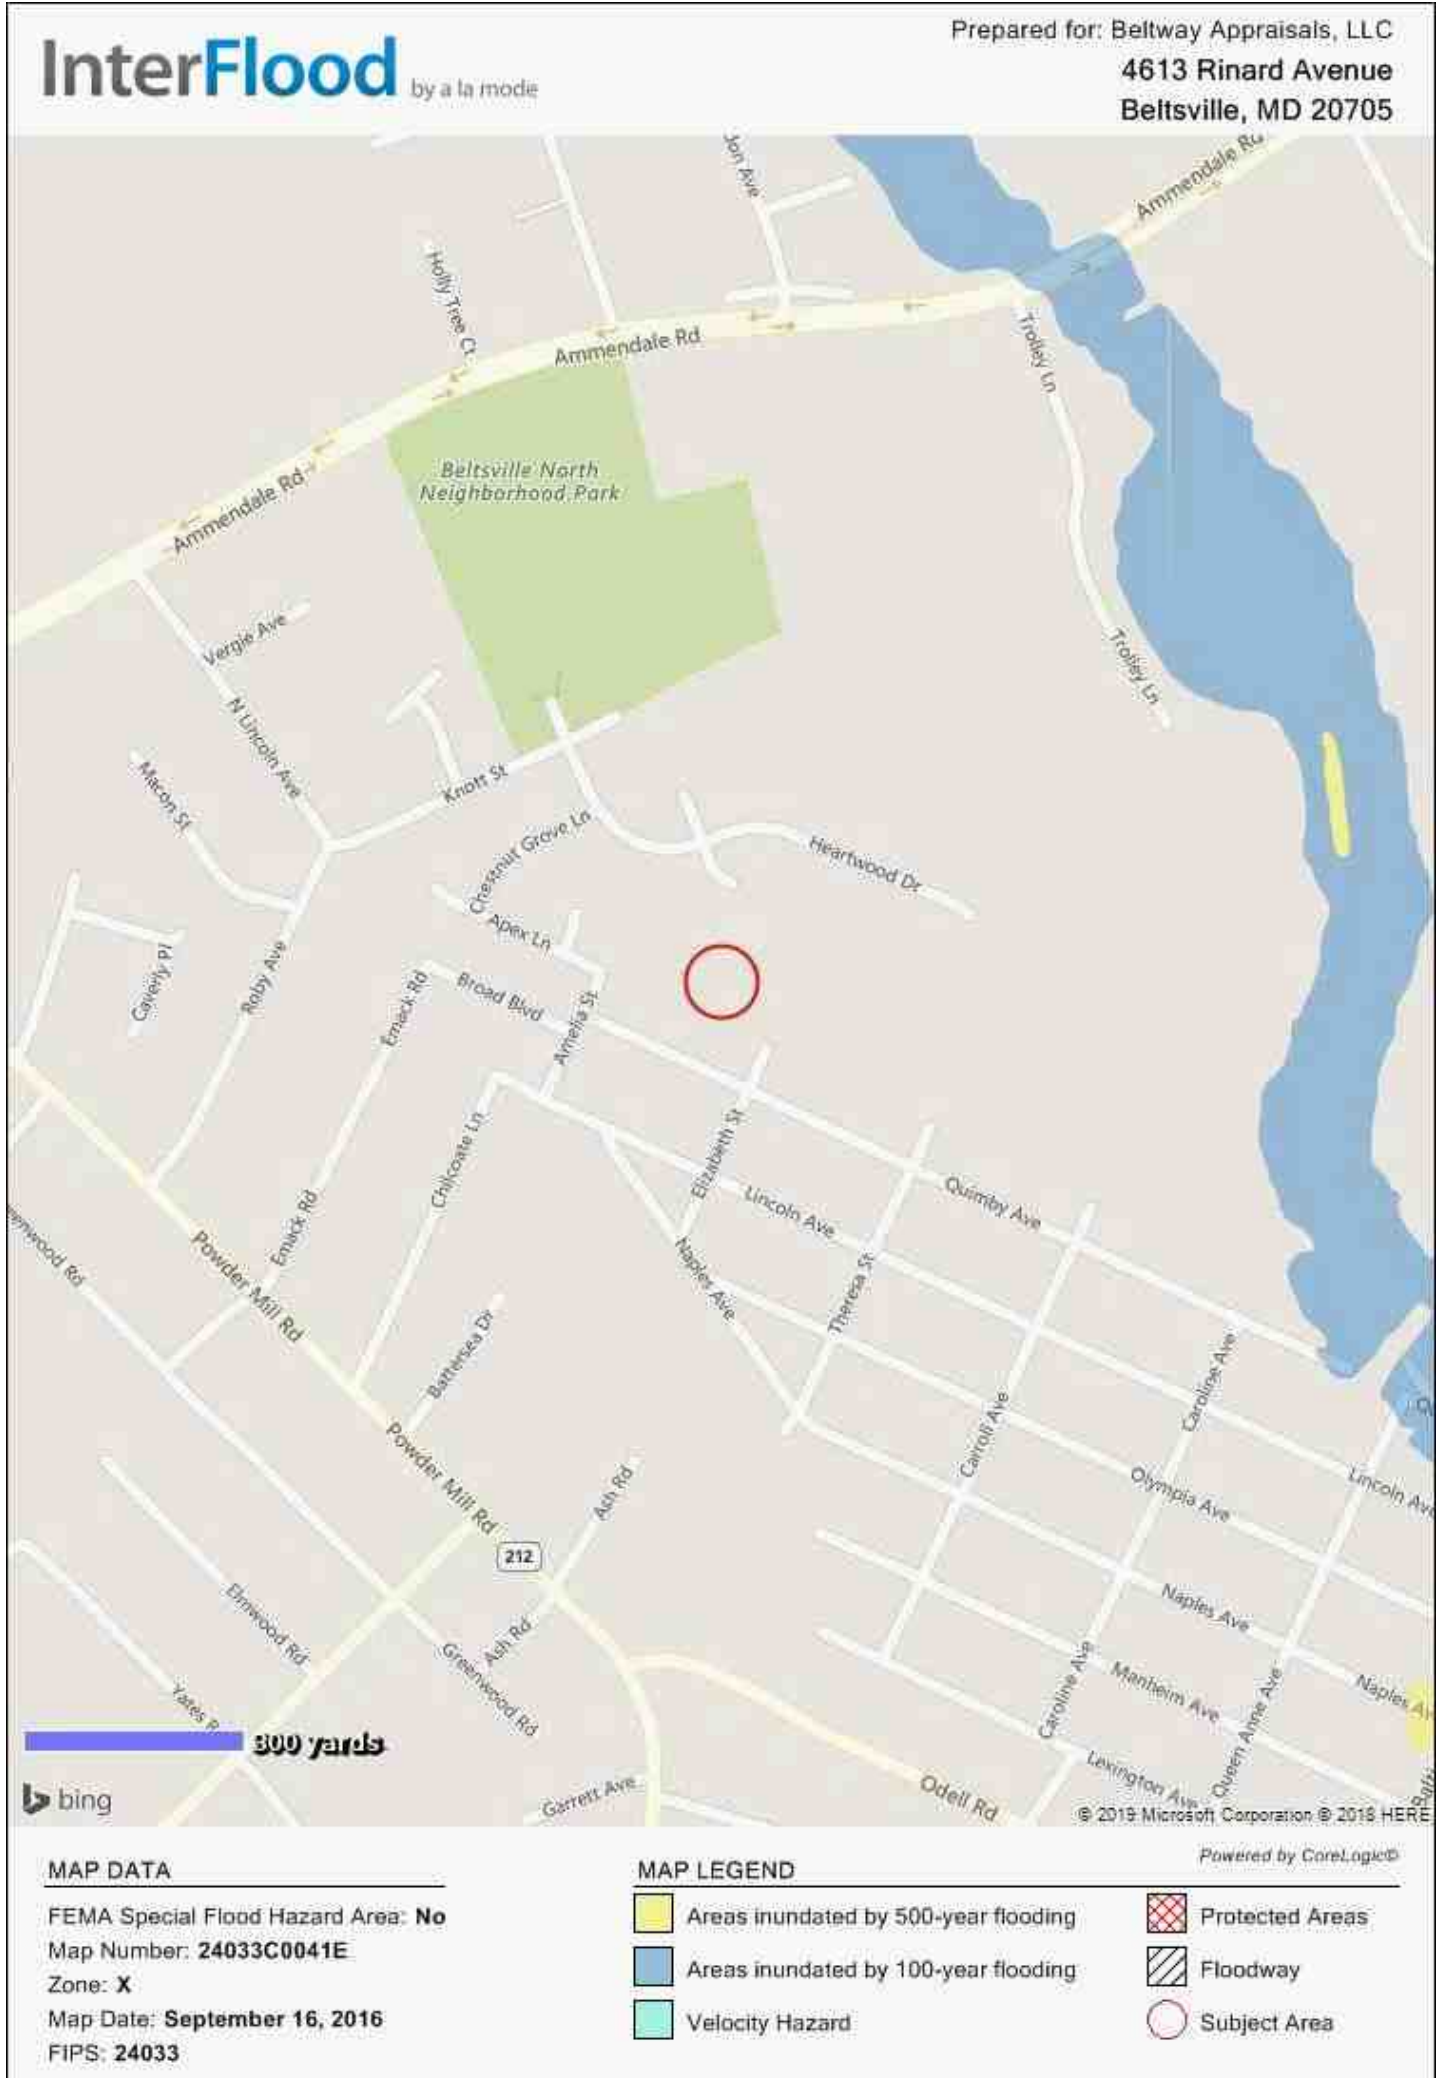 InterFlood by a la mode
Prepared for: Beltway Appraisals, LLC
4613 Rinard Avenue
Beltsville, MD 20705
Ammendale Rd
Holly Tree Ct
Ammendale Rd
Trolley Ln
Beltsville North
Neighborhood Park
Ammendale Rd
Vergie Ave
Trolley Ln
N Lincoln Ave
Macon St
Knott St
Chestnut Grove Ln
Heartwood Dr
Apex Ln
Caverly Pl
Roby Ave
Emack Rd
Broad Blvd
Amelia St
Chilcoate Ln
Elizabeth St
Quimby Ave
Lincoln Ave
Emack Rd
Powder Mill Rd
Naples Ave
Theresa St
Battersea Dr
Caroline Ave
Carroll Ave
Powder Mill Rd
Ash Rd
Olympia Ave
Lincoln Ave
212
Elmwood Rd
Ash Rd
Greenwood Rd
Naples Ave
Caroline Ave
Manheim Ave
Queen Anne Ave
Naples Av
Yates R
300 yards
Lexington Ave
Odell Rd
Garrett Ave
bing
© 2019 Microsoft Corporation © 2018 HERE
Powered by CoreLogic©
MAP DATA
FEMA Special Flood Hazard Area: No
Map Number: 24033C0041E
Zone: X
Map Date: September 16, 2016
FIPS: 24033
MAP LEGEND
Areas inundated by 500-year flooding
Areas inundated by 100-year flooding
Velocity Hazard
Protected Areas
Floodway
Subject Area